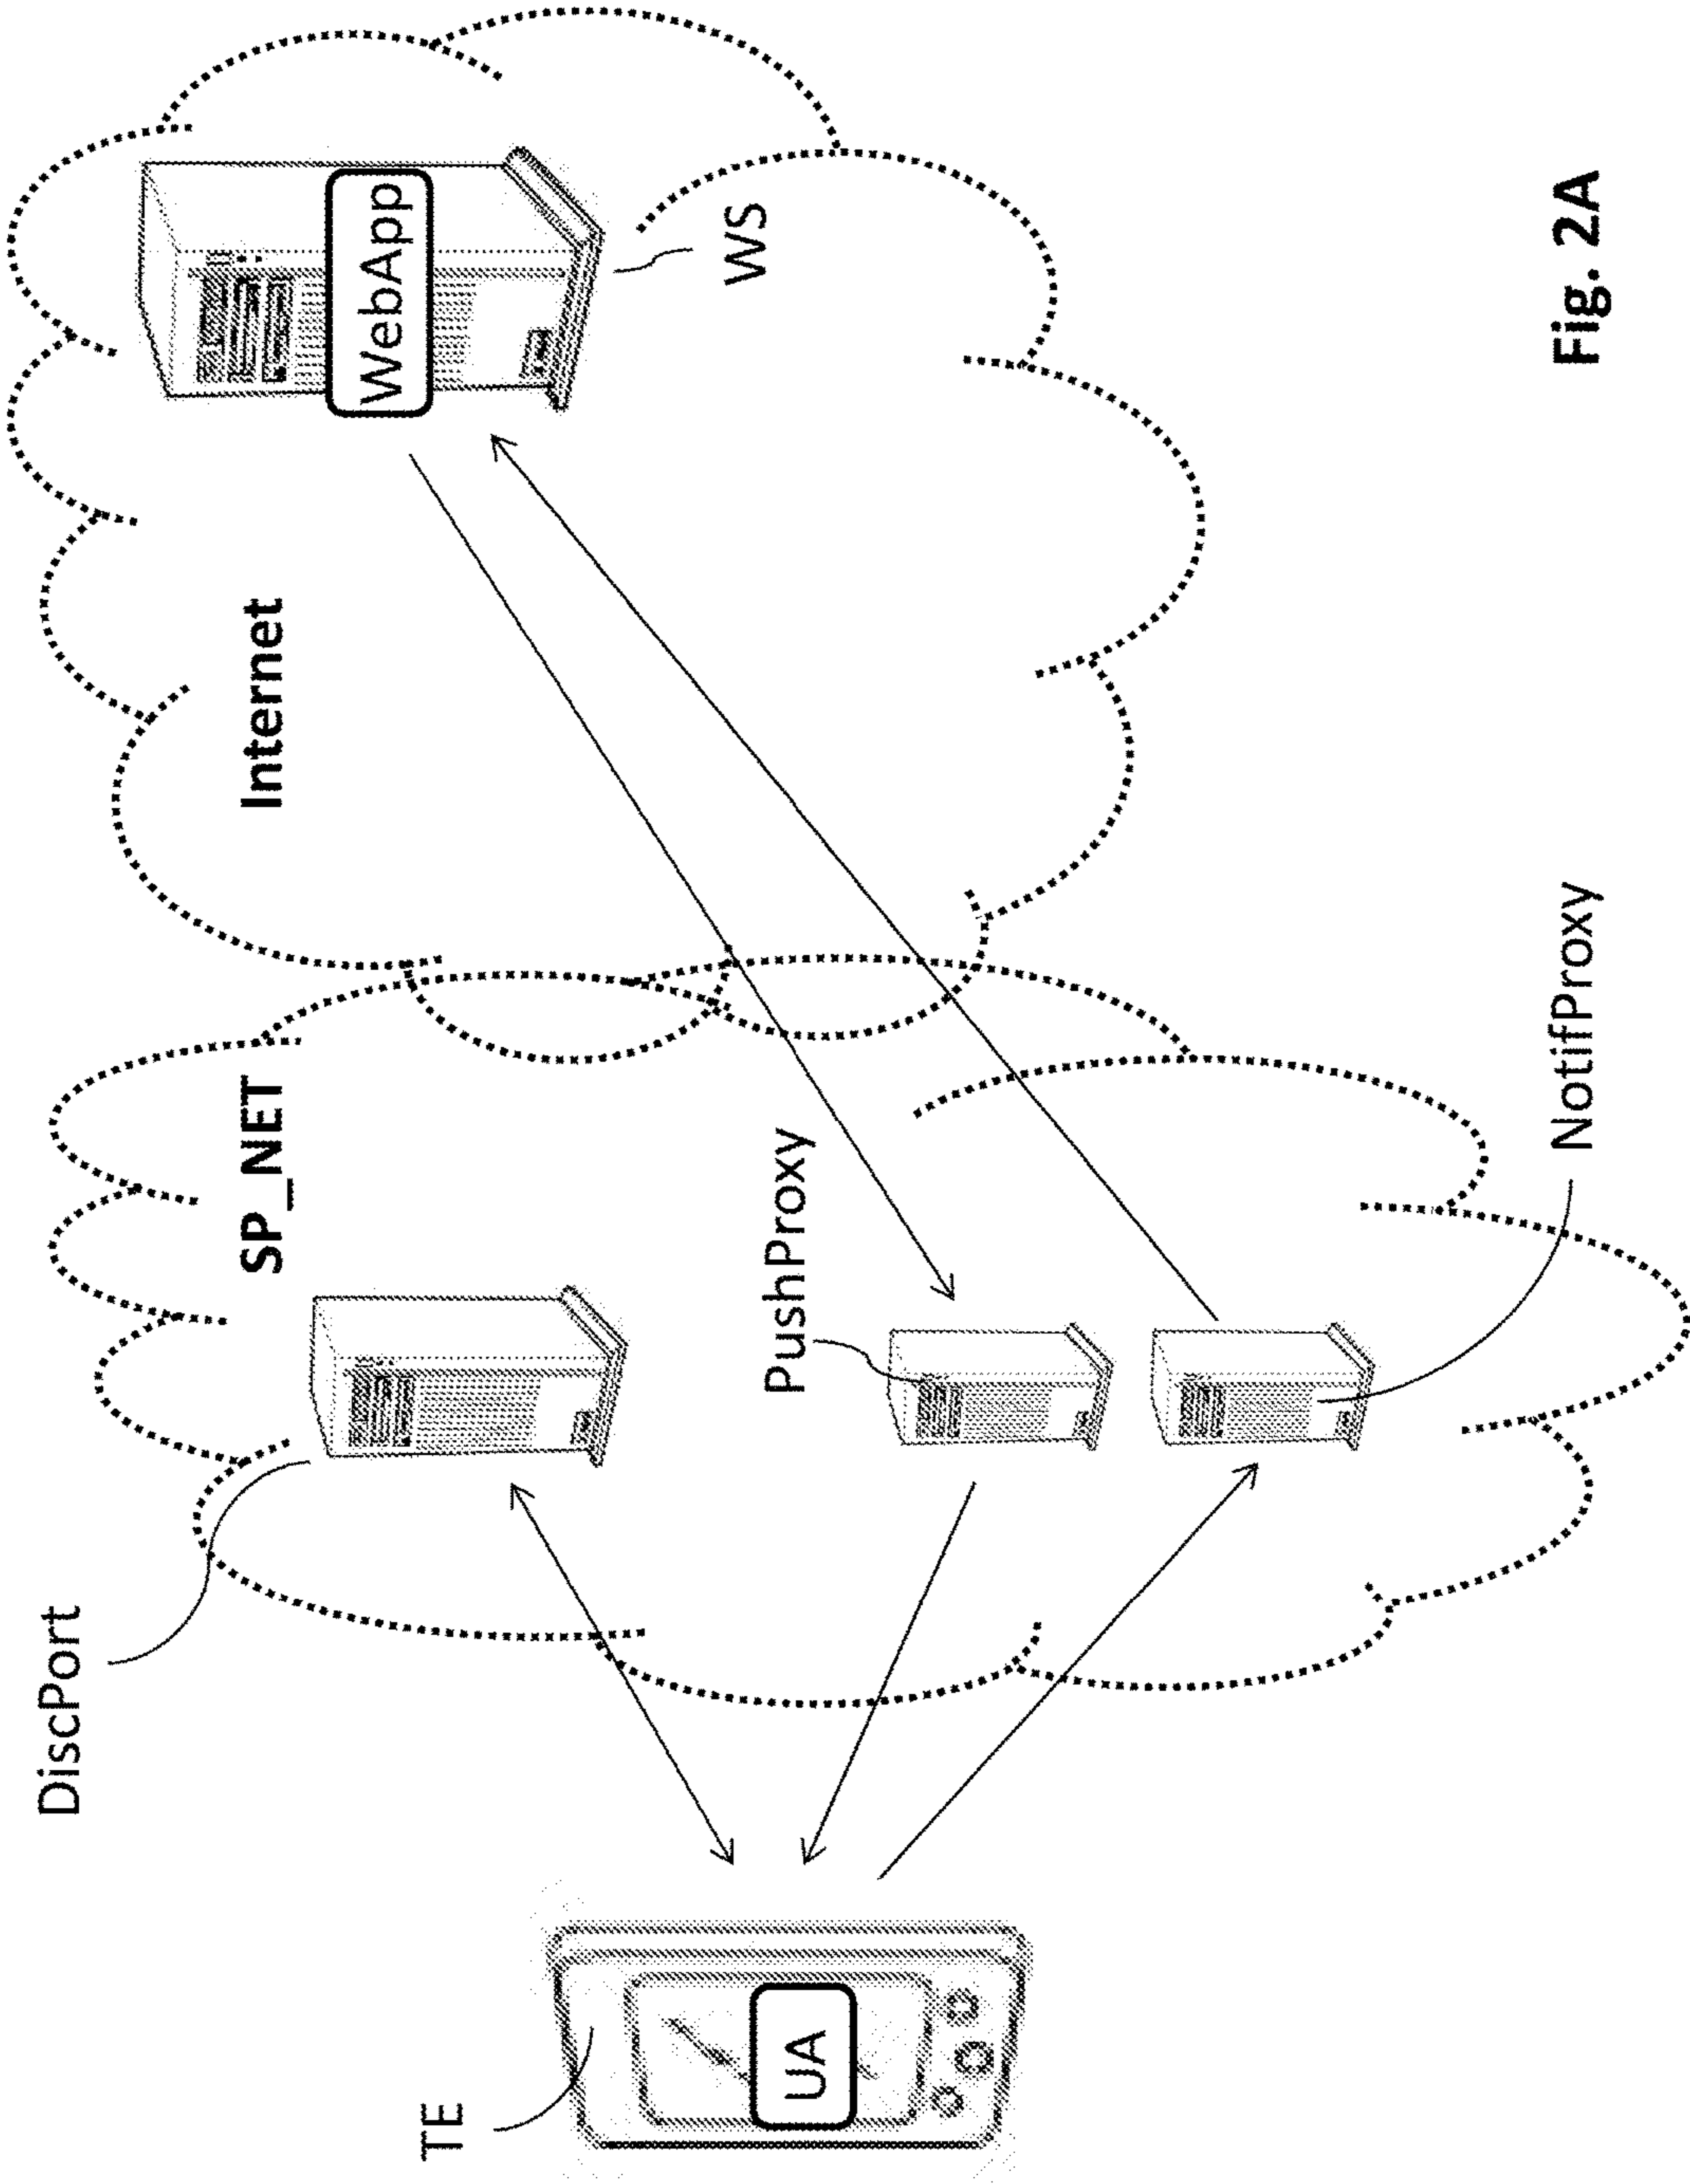 DiscPort
SP_NET
Internet
WebApp
WS
TE
UA
PushProxy
NotifProxy
Fig. 2A